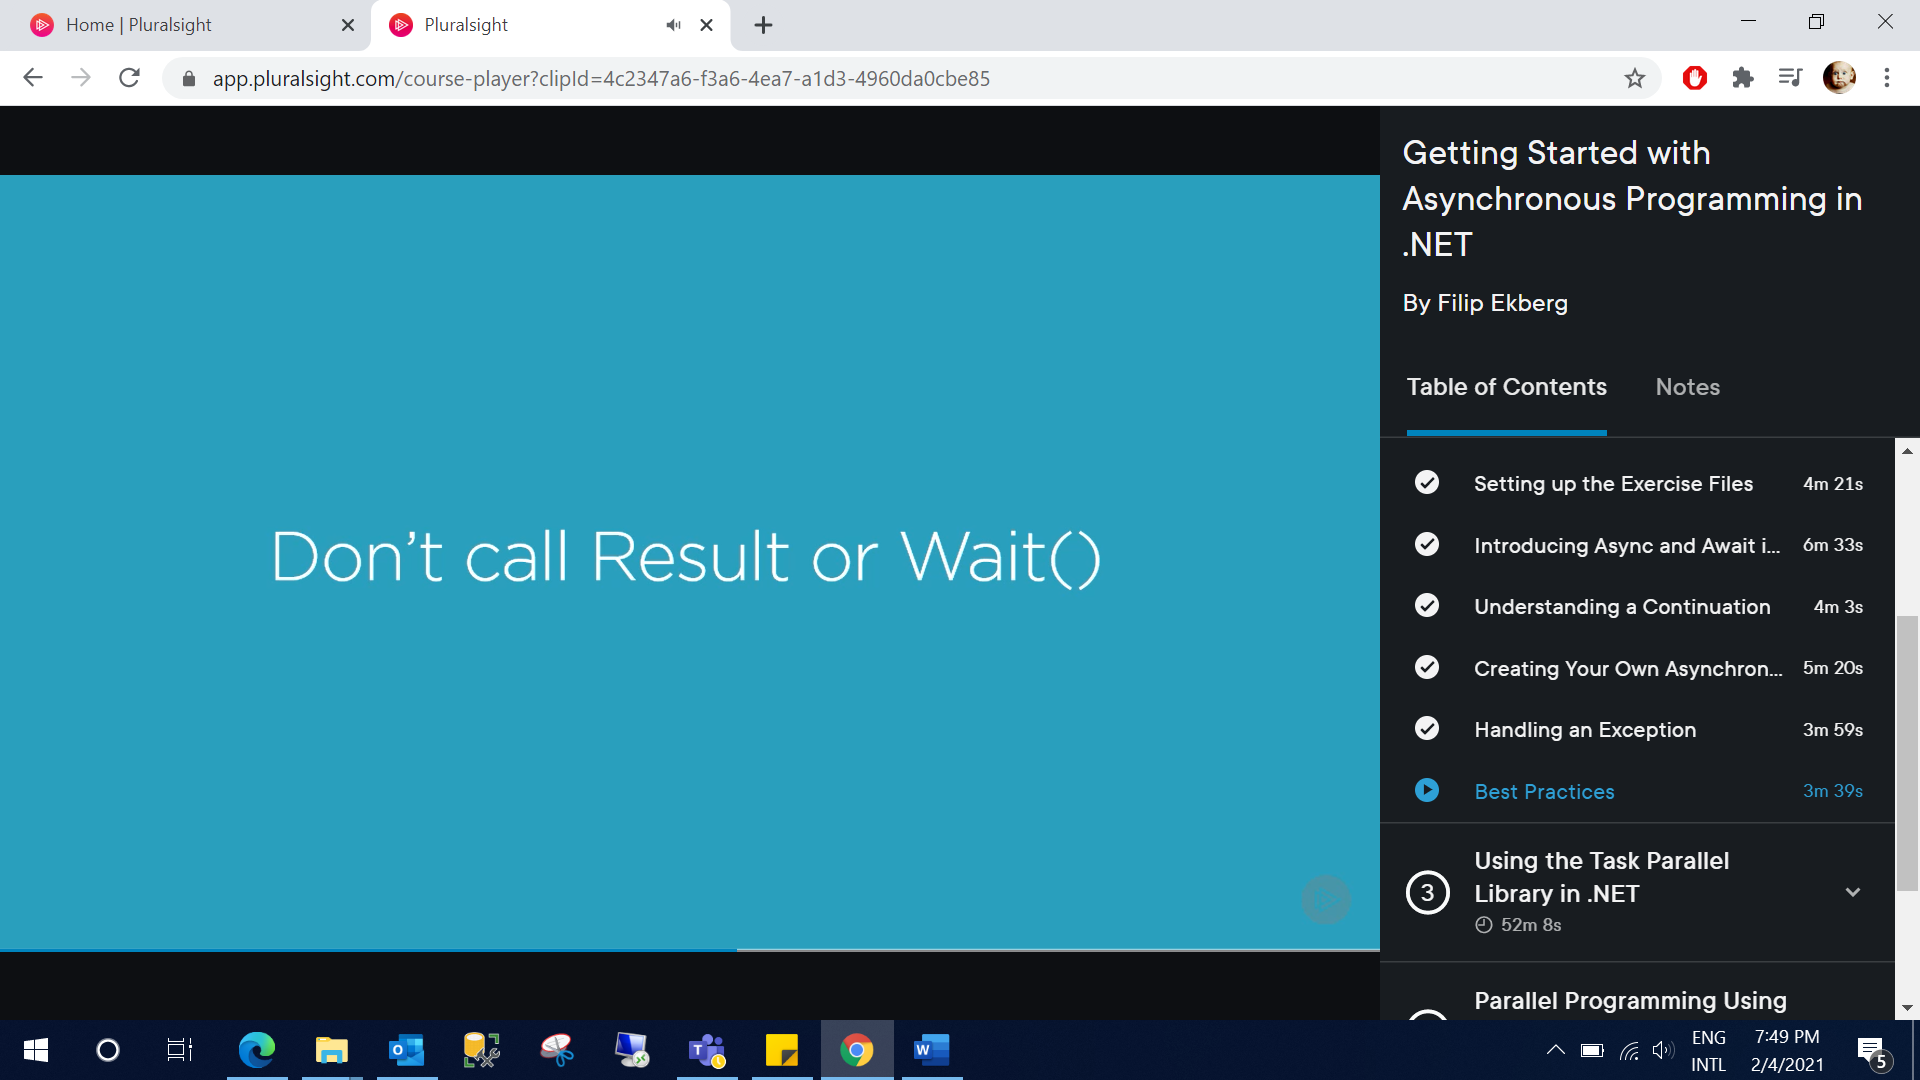 Home | Pluralsight
Pluralsight
app.pluralsight.com/course-player?clipId=4c2347a6-f3a6-4ea7-a1d3-4960da0cbe85
Don't call Result or Wait()
Getting Started with
Asynchronous Programming in
.NET
By Filip Ekberg
Table of Contents Notes
Setting up the Exercise Files 4m 21s
Introducing Async and Await i... 6m 33s
Understanding a Continuation 4m 3s
Creating Your Own Asynchron... 5m 20s
Handling an Exception 3m 59s
Best Practices 3m 39s
3
Using the Task Parallel
Library in .NET
52m 8s
Parallel Programming Using
ENG
INTL
7:49 PM
2/4/2021
5